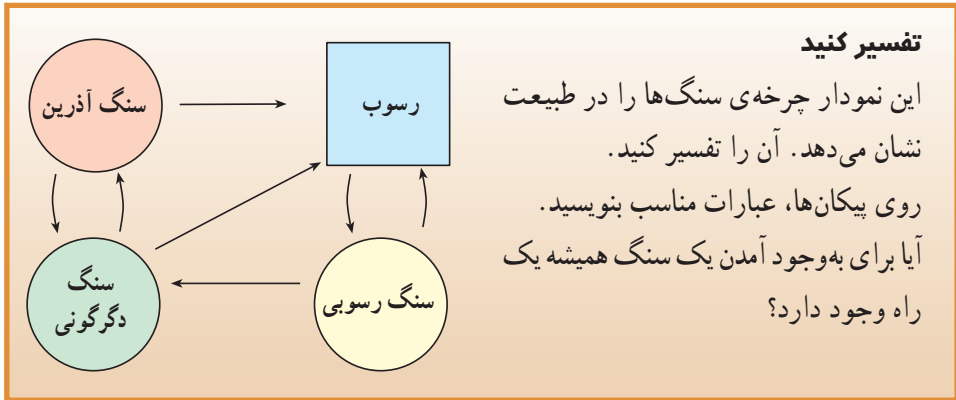 تفسیر کنید
این نمودار چرخه‌ی سنگ‌ها را در طبیعت
نشان می‌دهد. آن را تفسیر کنید.
روی پیکان‌ها، عبارات مناسب بنویسید.
آیا برای به‌وجود آمدن یک سنگ همیشه یک
راه وجود دارد؟
رسوب
سنگ آذرین
سنگ رسوبی
سنگ
دگرگونی